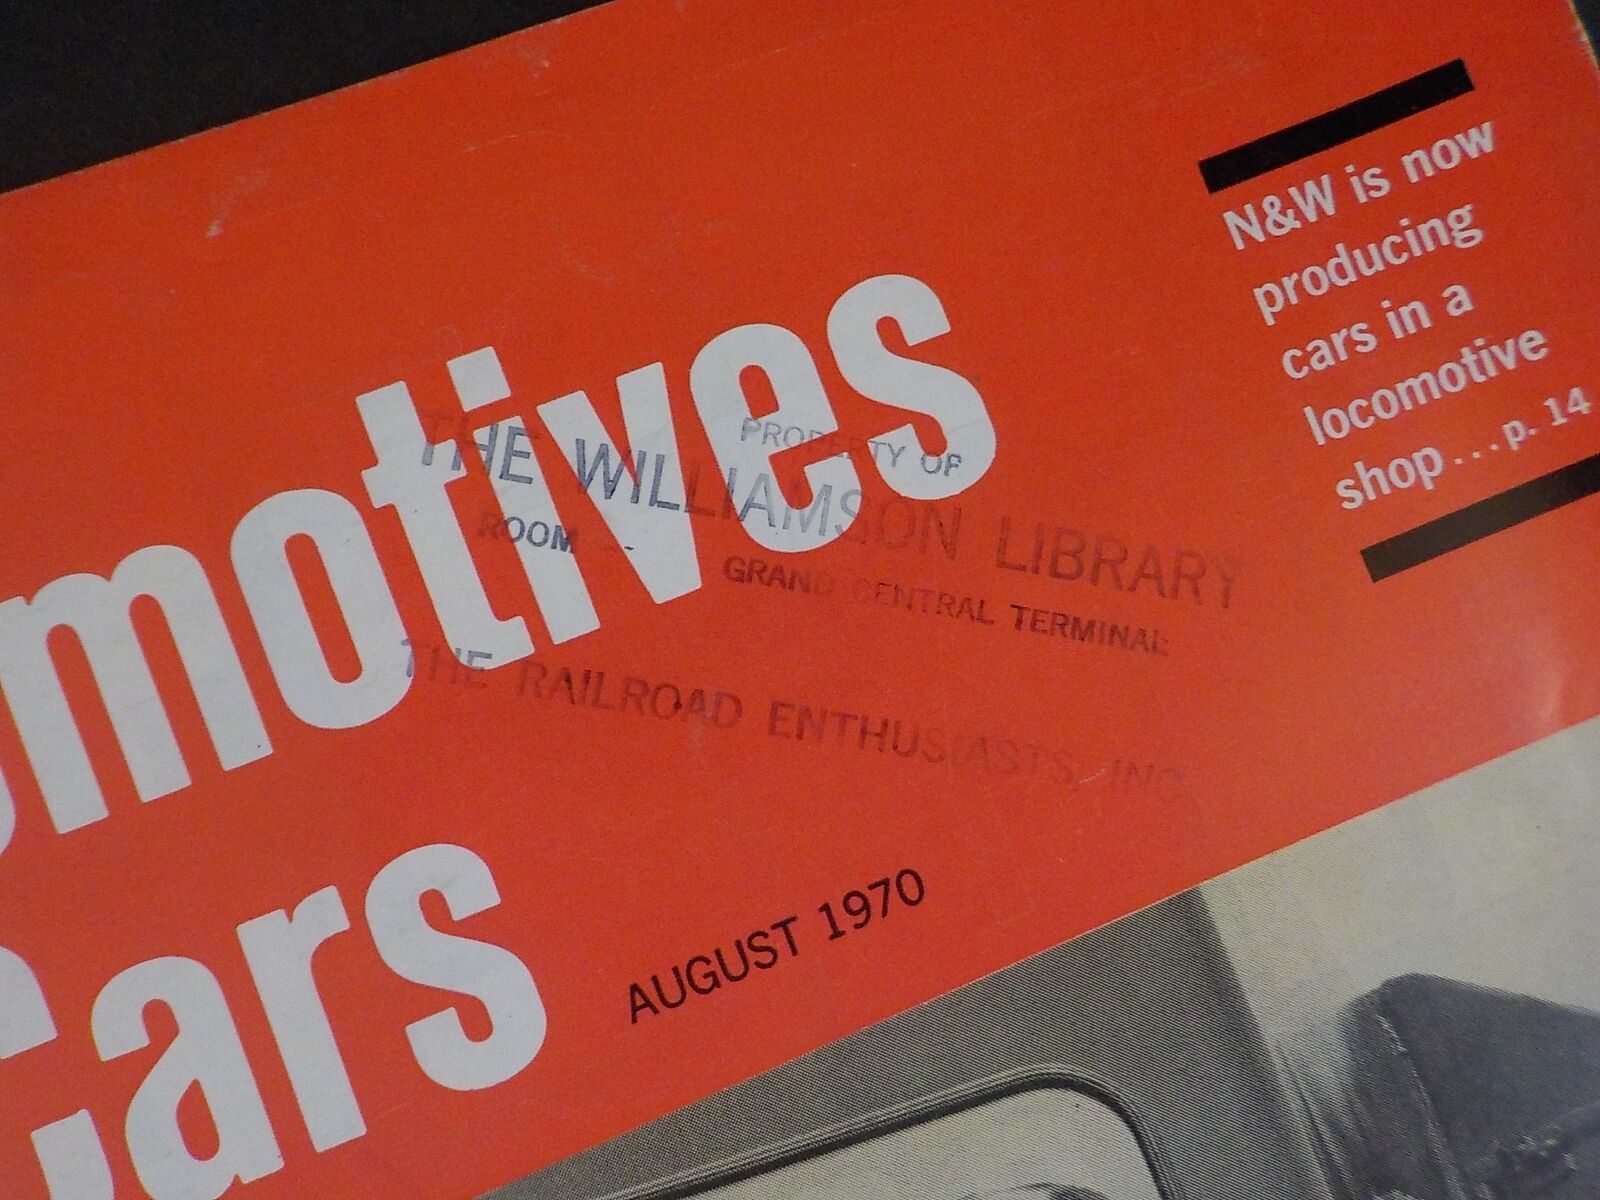 motives
Cars
AUGUST 1970
N&W is now
producing
cars in a
locomotive
shop...p. 14
PROPERTY OF
THE WILLIAMSON LIBRARY
ROOM --
GRAND CENTRAL TERMINAL
THE RAILROAD ENTHUSIASTS, INC